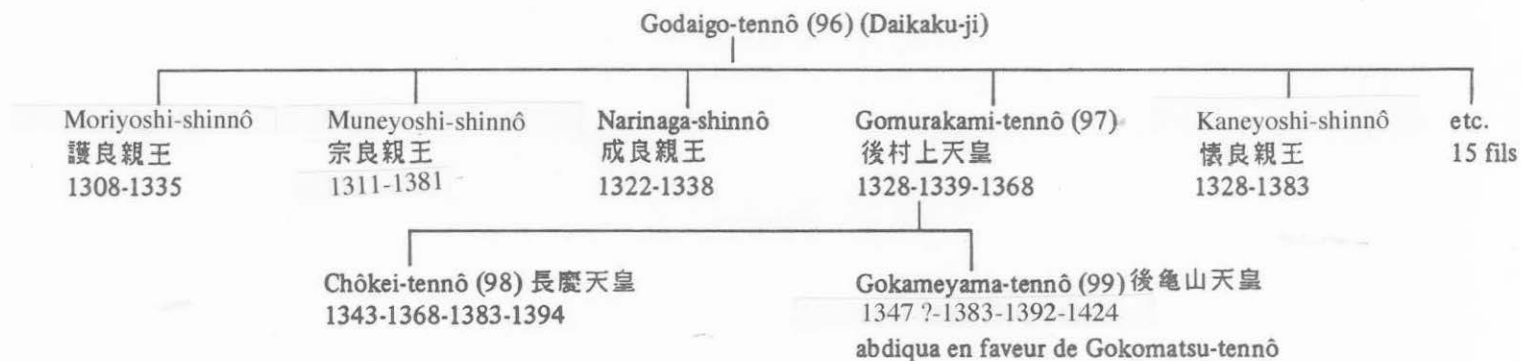 Godaigo-tennô (96) (Daikaku-ji)
Moriyoshi-shinnô
護良親王
1308-1335
Muneyoshi-shinnô
宗良親王
1311-1381
Narinaga-shinnô
成良親王
1322-1338
Gomurakami-tennô (97)
後村上天皇
1328-1339-1368
Kaneyoshi-shinnô
懐良親王
1328-1383
etc.
15 fils
Chôkei-tennô (98) 長慶天皇
1343-1368-1383-1394
Gokameyama-tennô (99) 後亀山天皇
1347 ?-1383-1392-1424
abdiqua en faveur de Gokomatsu-tennô